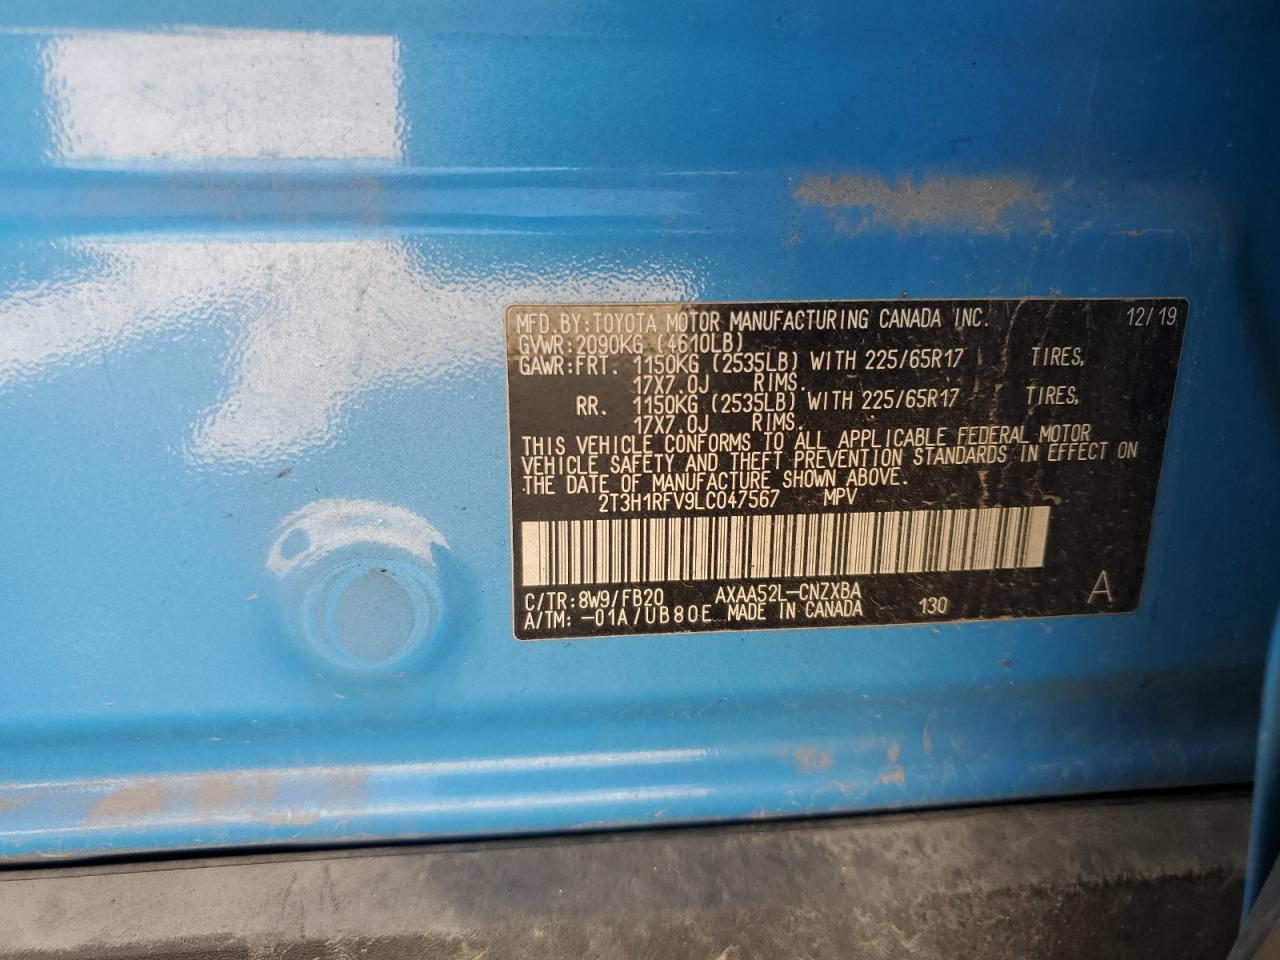 MFD.BY:TOYOTA MOTOR MANUFACTURING CANADA INC. 12/19
GVWR:2090KG (4610LB)
GAWR:FRT. 1150KG (2535LB) WITH 225/65R17 TIRES,
17X7.0J RIMS.
RR. 1150KG (2535LB) WITH 225/65R17 TIRES,
17X7.0J RIMS.
THIS VEHICLE CONFORMS TO ALL APPLICABLE FEDERAL MOTOR
VEHICLE SAFETY AND THEFT PREVENTION STANDARDS IN EFFECT ON
THE DATE OF MANUFACTURE SHOWN ABOVE.
2T3H1RFV9LC047567 MPV
C/TR:8W9/FB20 AXAA52L-CNZXBA
A/TM:-01A/UB80E MADE IN CANADA 130 A